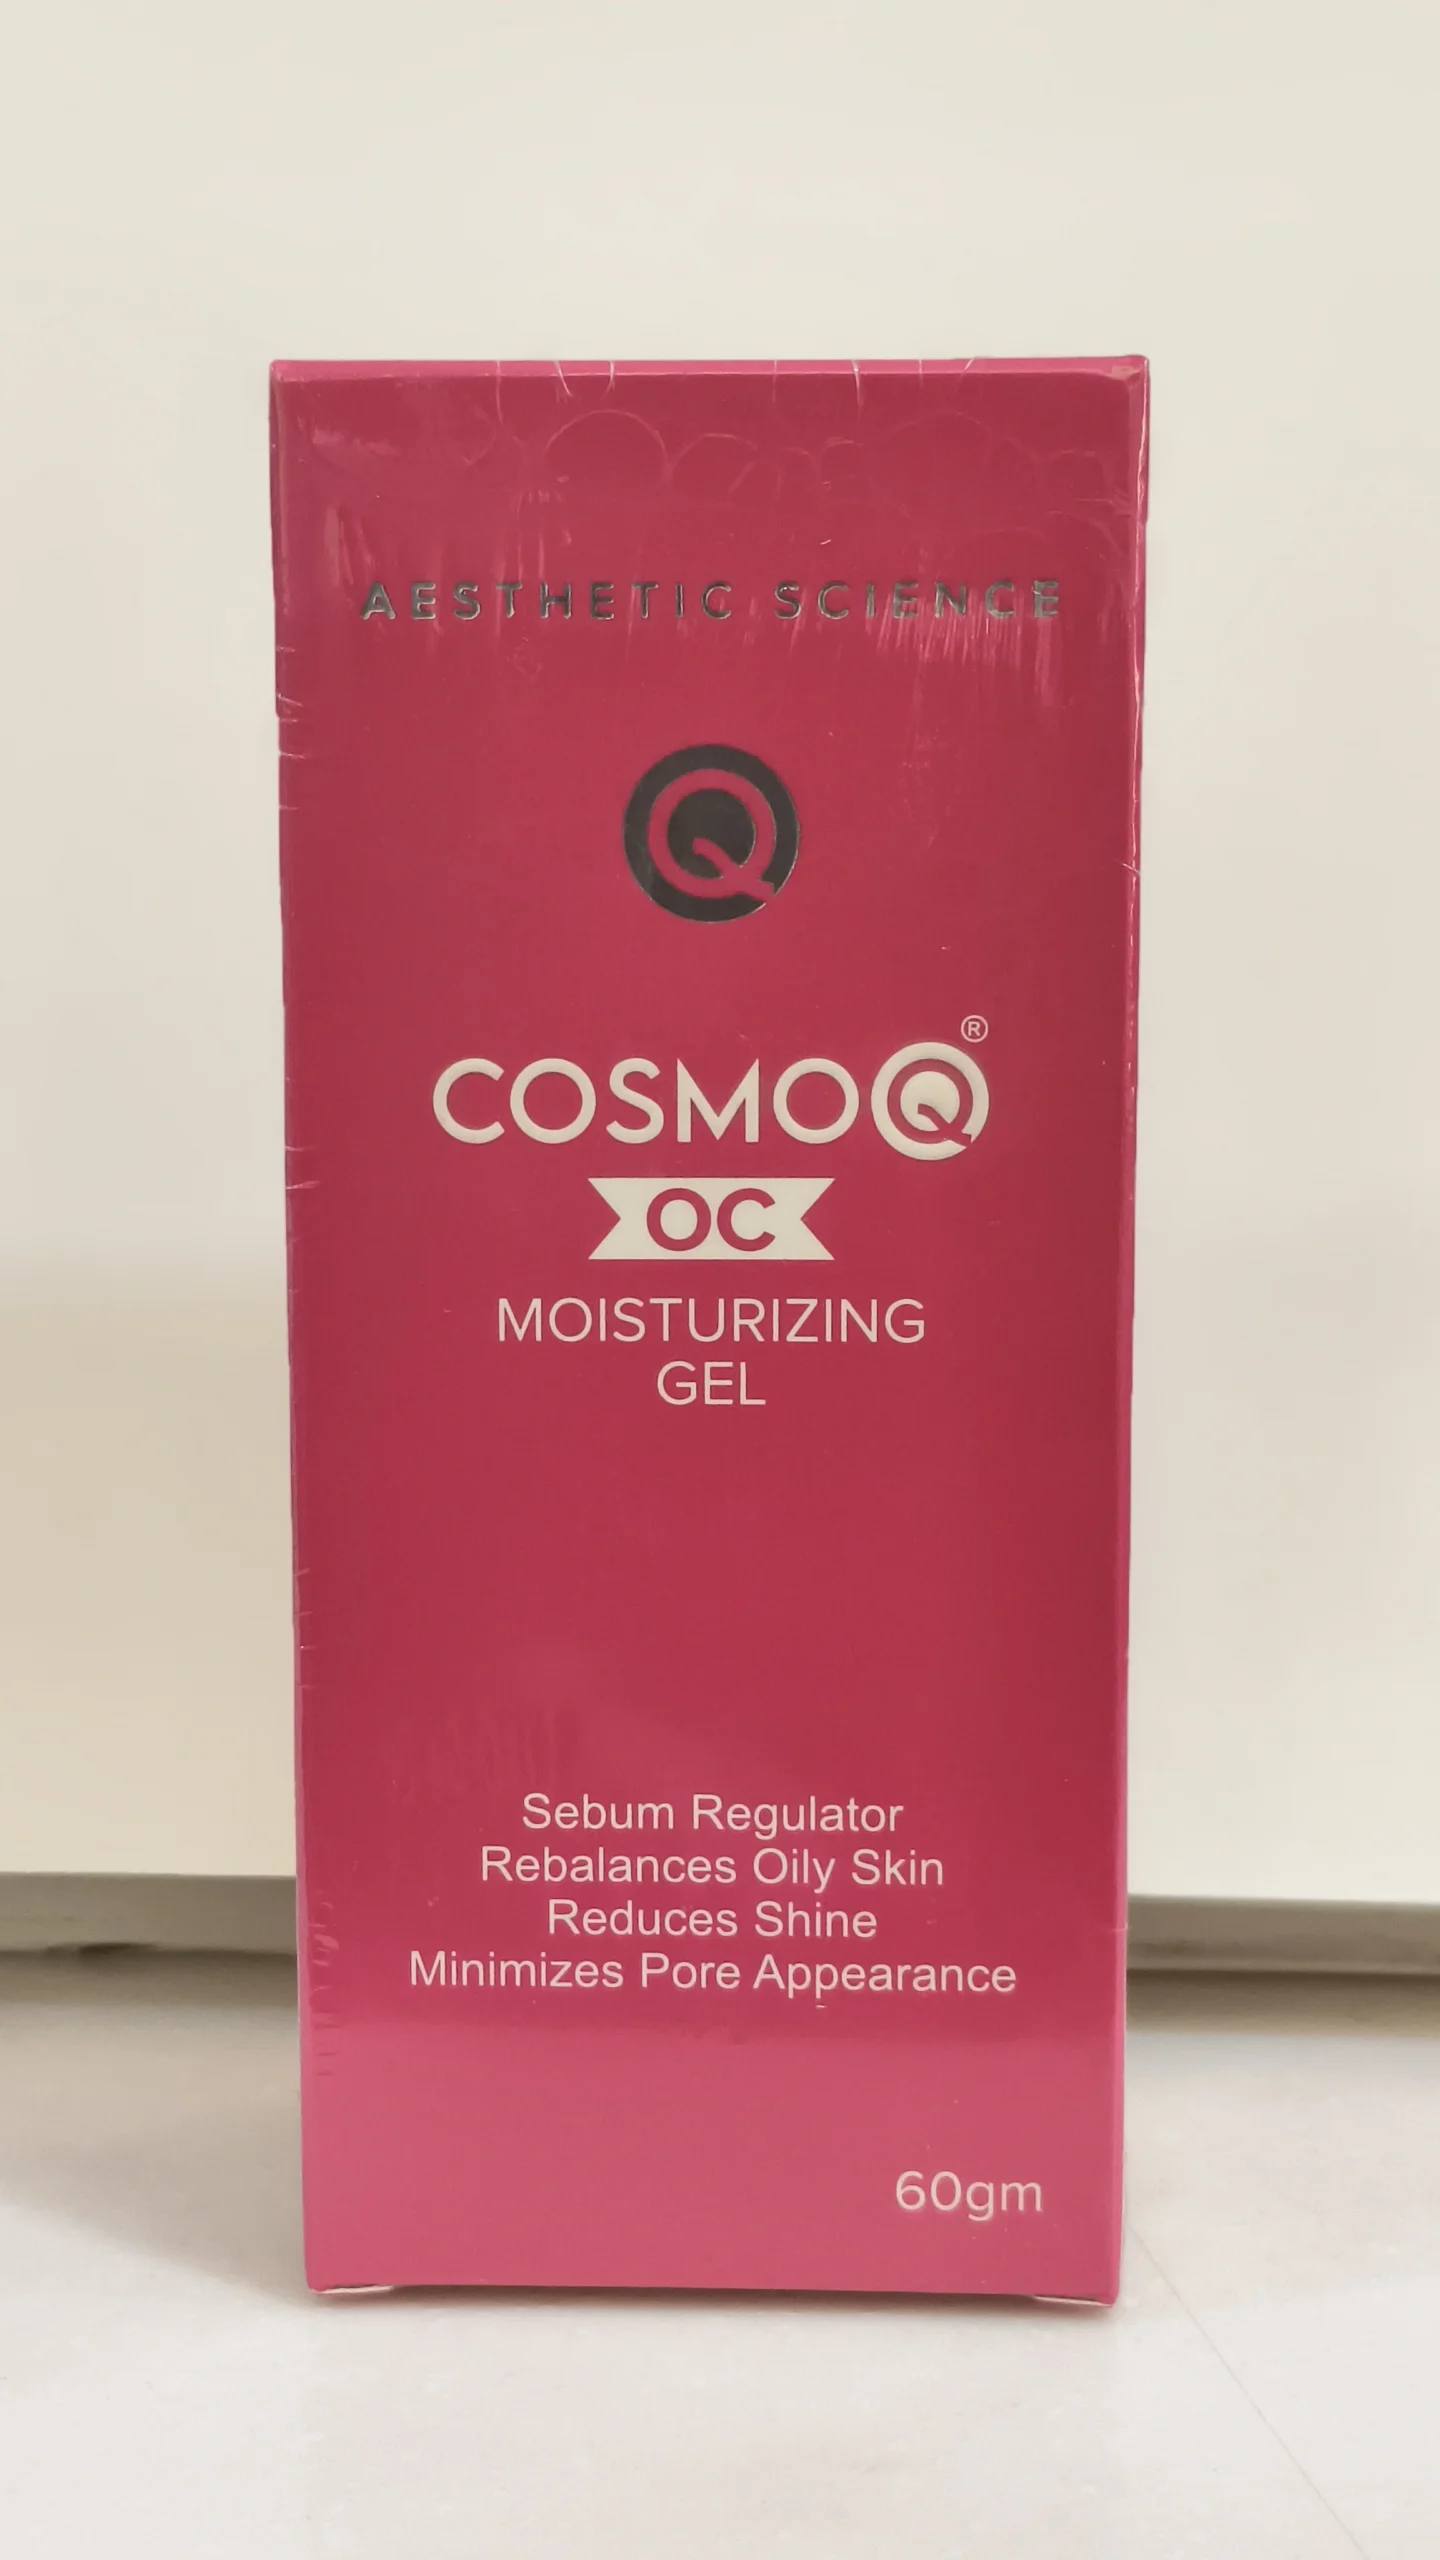 AESTHETIC SCIENCE
Q
COSMOQ®
OC
MOISTURIZING
GEL
Sebum Regulator
Rebalances Oily Skin
Reduces Shine
Minimizes Pore Appearance
60gm